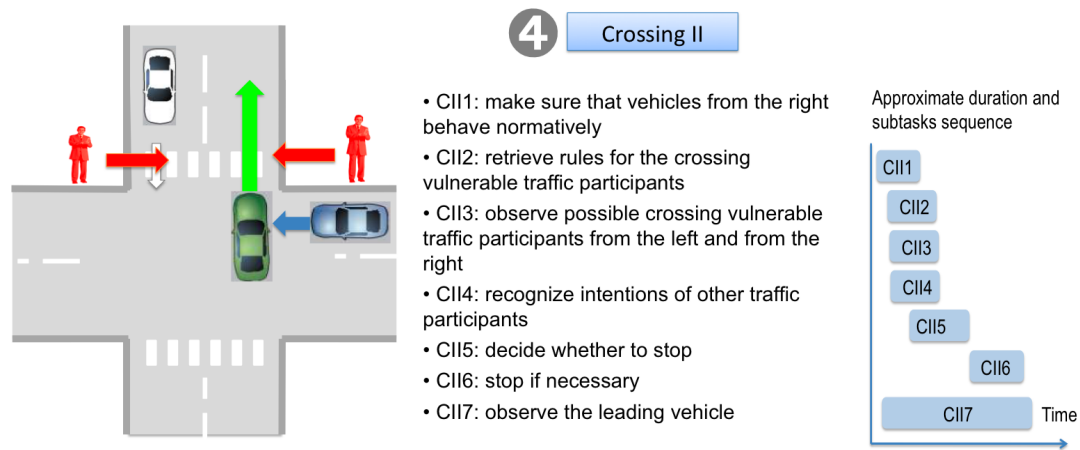 4 Crossing II
• CII1: make sure that vehicles from the right
behave normatively
• CII2: retrieve rules for the crossing
vulnerable traffic participants
• CII3: observe possible crossing vulnerable
traffic participants from the left and from the
right
• CII4: recognize intentions of other traffic
participants
• CII5: decide whether to stop
• CII6: stop if necessary
• CII7: observe the leading vehicle
Approximate duration and
subtasks sequence
CII1
CII2
CII3
CII4
CII5
CII6
CII7
Time